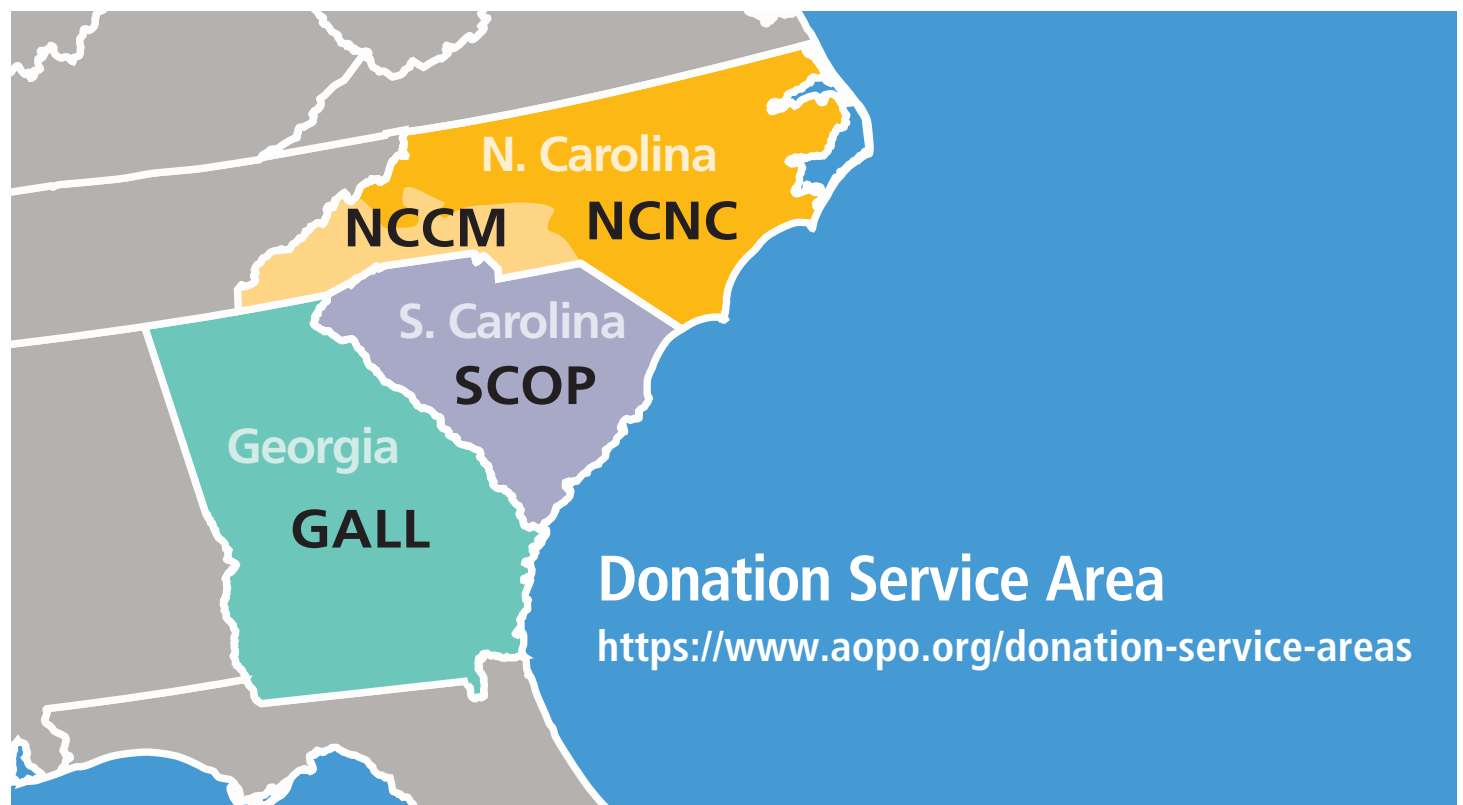 N. Carolina
NCCM
NCNC
S. Carolina
SCOP
Georgia
GALL
Donation Service Area
https://www.aopo.org/donation-service-areas